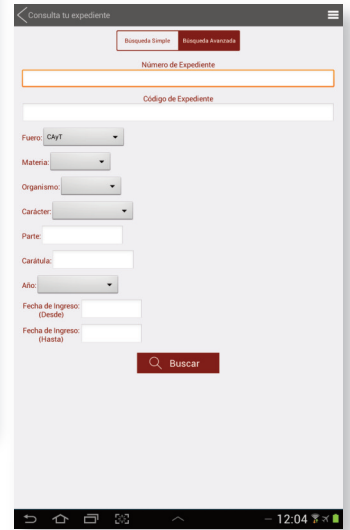 Consulta tu expediente
Búsqueda Simple Búsqueda Avanzada
Número de Expediente
Código de Expediente
Fuero: CAyT
Materia:
Organismo:
Carácter:
Parte:
Carátula:
Año:
Fecha de Ingreso:
(Desde)
Fecha de Ingreso:
(Hasta)
Buscar
12:04